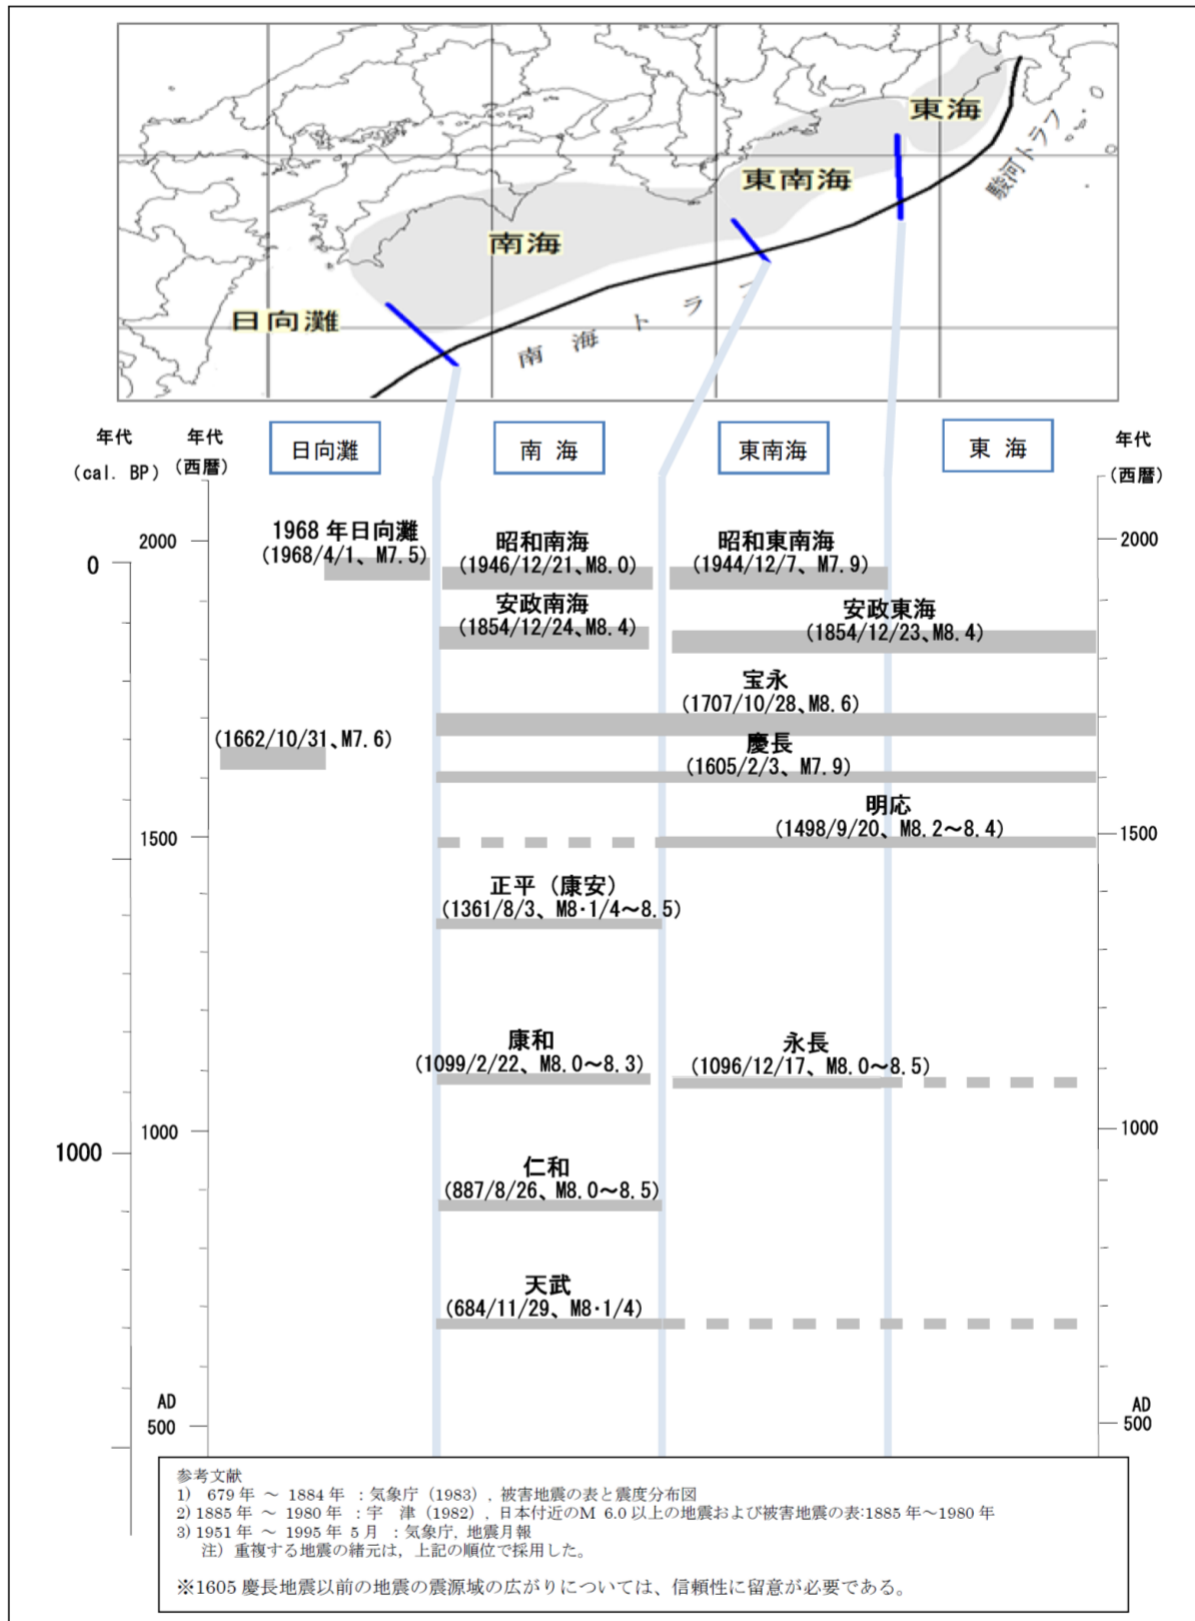 東海
東南海
南海
日向灘
駿河トラフ
南海トラフ
日向灘
南 海
東南海
東 海
年代
(cal. BP)
年代
(西暦)
年代
(西暦)
1968 年日向灘
(1968/4/1、M7.5)
昭和南海
(1946/12/21、M8.0)
昭和東南海
(1944/12/7、M7.9)
2000
2000
0
安政南海
(1854/12/24、M8.4)
安政東海
(1854/12/23、M8.4)
宝永
(1707/10/28、M8.6)
(1662/10/31、M7.6)
慶長
(1605/2/3、M7.9)
明応
(1498/9/20、M8.2～8.4)
1500
1500
正平（康安）
(1361/8/3、M8・1/4～8.5)
康和
(1099/2/22、M8.0～8.3)
永長
(1096/12/17、M8.0～8.5)
1000
1000
1000
仁和
(887/8/26、M8.0～8.5)
天武
(684/11/29、M8・1/4)
AD
500
AD
500
参考文献
1) 679 年 ～ 1884 年 ：気象庁（1983）, 被害地震の表と震度分布図
2) 1885 年 ～ 1980 年 ：宇 津（1982）, 日本付近のM 6.0 以上の地震および被害地震の表:1885 年～1980 年
3) 1951 年 ～ 1995 年 5 月 ：気象庁, 地震月報
注）重複する地震の緒元は，上記の順位で採用した。
※1605 慶長地震以前の地震の震源域の広がりについては、信頼性に留意が必要である。